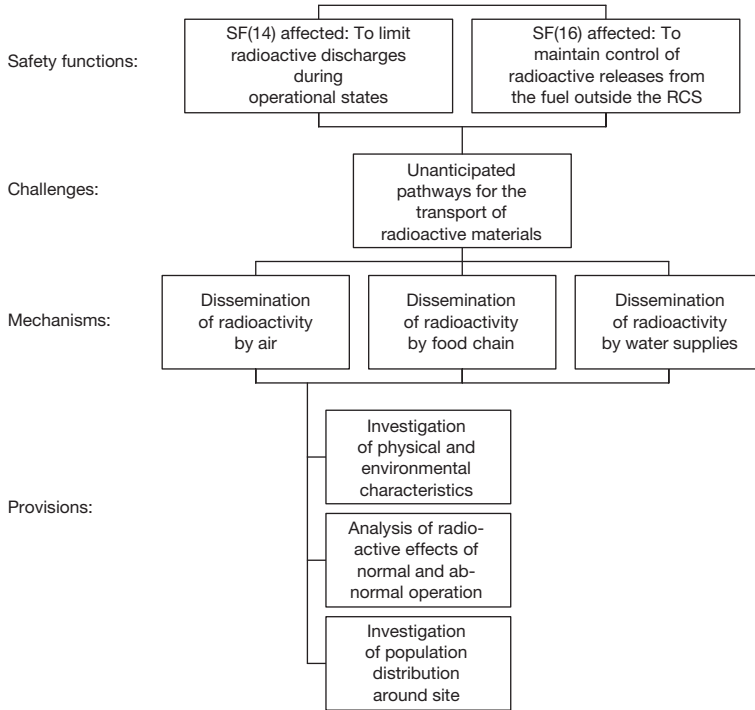 Safety functions:
SF(14) affected: To limit
radioactive discharges
during
operational states
SF(16) affected: To
maintain control of
radioactive releases from
the fuel outside the RCS
Challenges:
Unanticipated
pathways for the
transport of
radioactive materials
Mechanisms:
Dissemination
of radioactivity
by air
Dissemination
of radioactivity
by food chain
Dissemination
of radioactivity
by water supplies
Provisions:
Investigation
of physical and
environmental
characteristics
Analysis of radio-
active effects of
normal and ab-
normal operation
Investigation
of population
distribution
around site